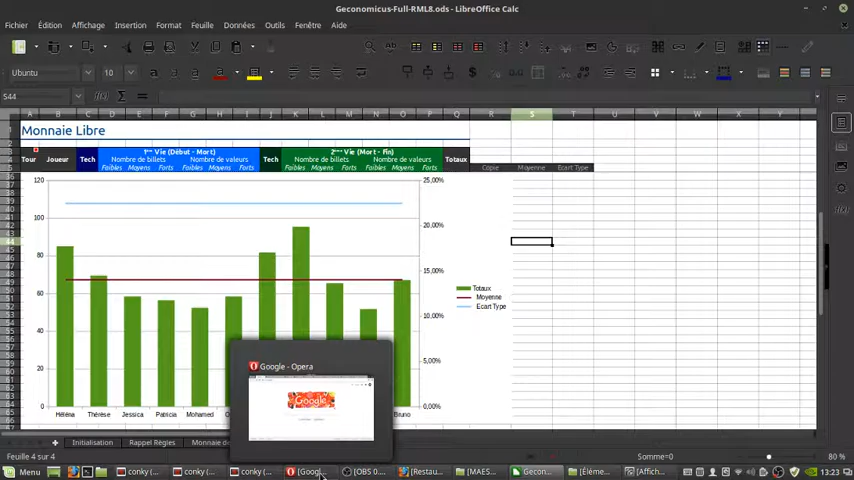 Geconomicus-Full-RML8.ods - LibreOffice Calc
Fichier Édition Affichage Insertion Format Feuille Données Outils Fenêtre Aide
Ubuntu 10
S44
A B C D E F G H I J K L M N O P Q R S T U V W X Y
Monnaie Libre
Tour Joueur Tech 1ère Vie (Début - Mort) Tech 2ème Vie (Mort - Fin) Totaux
Nombre de billets Nombre de valeurs Nombre de billets Nombre de valeurs
Faibles Moyens Forts Faibles Moyens Forts Faibles Moyens Forts Faibles Moyens Forts Copie Moyenne Ecart Type
120 25,00%
100 20,00%
80 15,00%
60 10,00%
40 5,00%
20
0 0,00%
44
Totaux
Moyenne
Ecart Type
Héléna Thérèse Jessica Patricia Mohamed Bruno
Google - Opera
Google
Initialisation Rappel Règles Monnaie de
Feuille 4 sur 4 Somme=0 80 %
Menu conky (... conky (... conky (... [Googl... [OBS 0.... [Restau... [MAES... Gecon... [Éléme... [Affich... 13:23